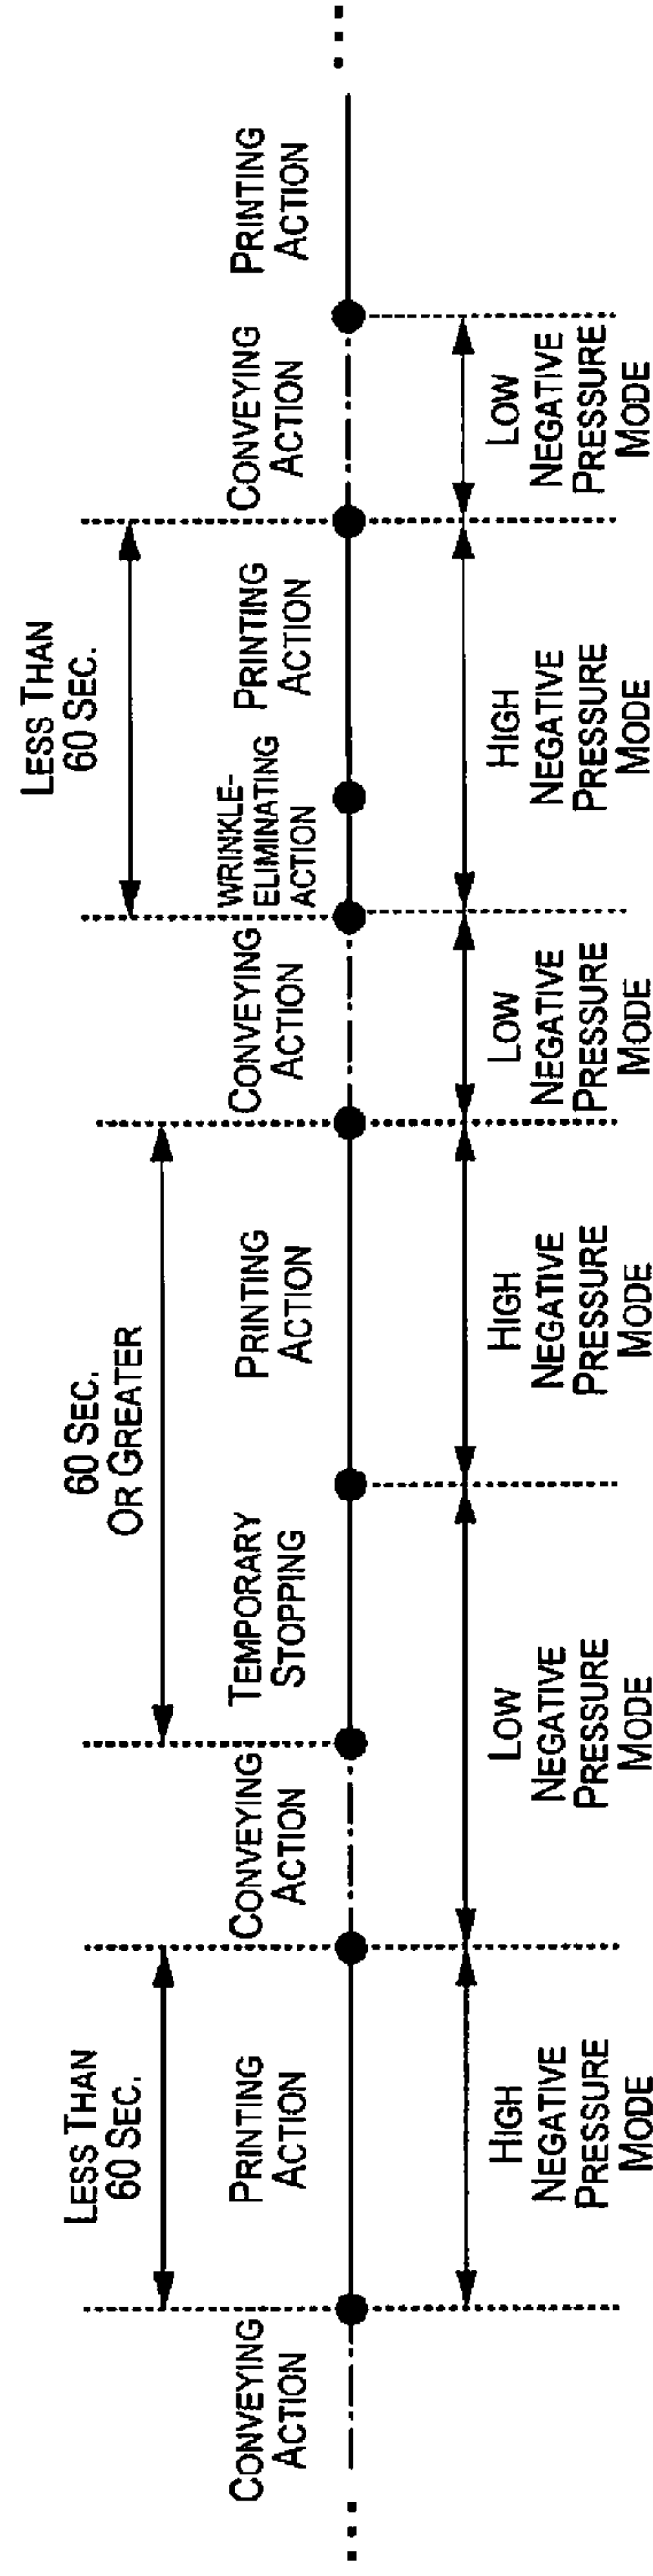 LESS THAN
60 SEC.
60 SEC.
OR GREATER
LESS THAN
60 SEC.
CONVEYING
ACTION
PRINTING
ACTION
CONVEYING
ACTION
TEMPORARY
STOPPING
PRINTING
ACTION
CONVEYING
ACTION
WRINKLE-
ELIMINATING
ACTION
PRINTING
ACTION
CONVEYING
ACTION
PRINTING
ACTION
HIGH
NEGATIVE
PRESSURE
MODE
LOW
NEGATIVE
PRESSURE
MODE
HIGH
NEGATIVE
PRESSURE
MODE
LOW
NEGATIVE
PRESSURE
MODE
HIGH
NEGATIVE
PRESSURE
MODE
LOW
NEGATIVE
PRESSURE
MODE